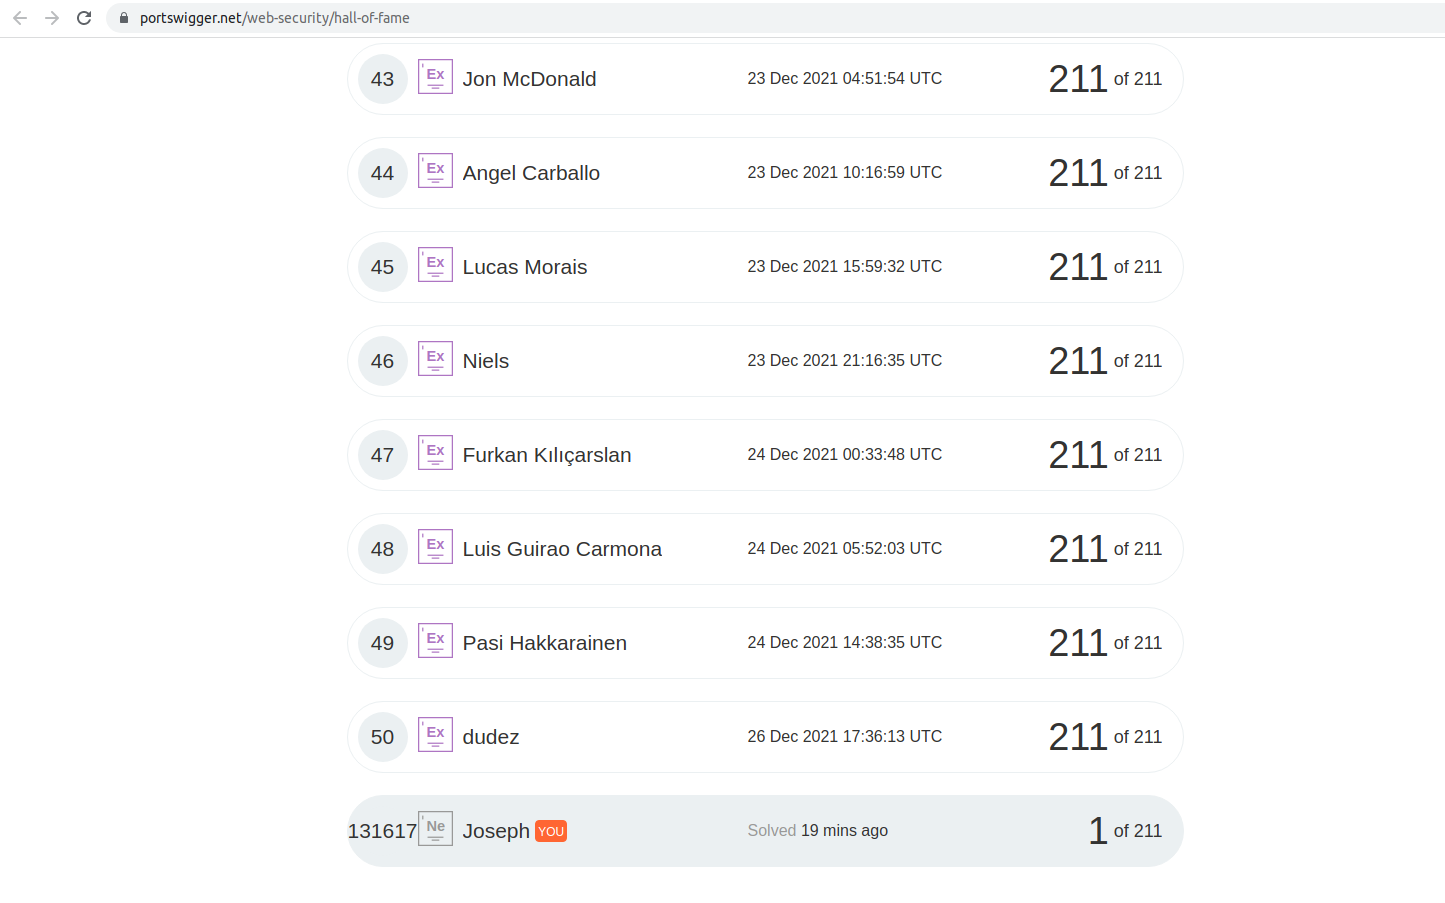 portswigger.net/web-security/hall-of-fame
43 Ex Jon McDonald 23 Dec 2021 04:51:54 UTC 211 of 211
44 Ex Angel Carballo 23 Dec 2021 10:16:59 UTC 211 of 211
45 Ex Lucas Morais 23 Dec 2021 15:59:32 UTC 211 of 211
46 Ex Niels 23 Dec 2021 21:16:35 UTC 211 of 211
47 Ex Furkan Kılıçarslan 24 Dec 2021 00:33:48 UTC 211 of 211
48 Ex Luis Guirao Carmona 24 Dec 2021 05:52:03 UTC 211 of 211
49 Ex Pasi Hakkarainen 24 Dec 2021 14:38:35 UTC 211 of 211
50 Ex dudez 26 Dec 2021 17:36:13 UTC 211 of 211
131617 Ne Joseph YOU Solved 19 mins ago 1 of 211